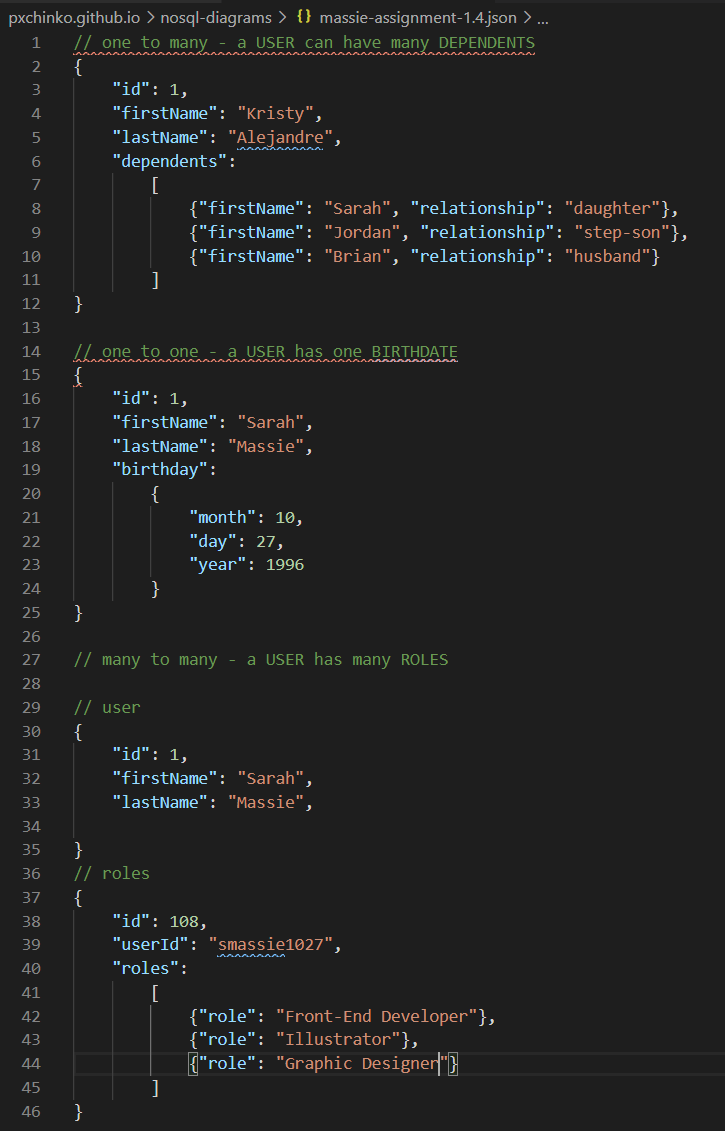 pxchinko.github.io > nosql-diagrams > {} massie-assignment-1.4.json > ...
1 // one to many - a USER can have many DEPENDENTS
2 {
3     "id": 1,
4     "firstName": "Kristy",
5     "lastName": "Alejandre",
6     "dependents":
7         [
8             {"firstName": "Sarah", "relationship": "daughter"},
9             {"firstName": "Jordan", "relationship": "step-son"},
10             {"firstName": "Brian", "relationship": "husband"}
11         ]
12 }
13
14 // one to one - a USER has one BIRTHDATE
15 {
16     "id": 1,
17     "firstName": "Sarah",
18     "lastName": "Massie",
19     "birthday":
20         {
21             "month": 10,
22             "day": 27,
23             "year": 1996
24         }
25 }
26
27 // many to many - a USER has many ROLES
28
29 // user
30 {
31     "id": 1,
32     "firstName": "Sarah",
33     "lastName": "Massie",
34
35 }
36 // roles
37 {
38     "id": 108,
39     "userId": "smassie1027",
40     "roles":
41         [
42             {"role": "Front-End Developer"},
43             {"role": "Illustrator"},
44             {"role": "Graphic Designer"}
45         ]
46 }